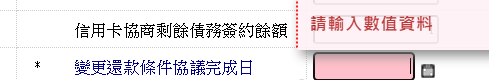 信用卡協商剩餘債務簽約餘額
請輸入數值資料
* 變更還款條件協議完成日